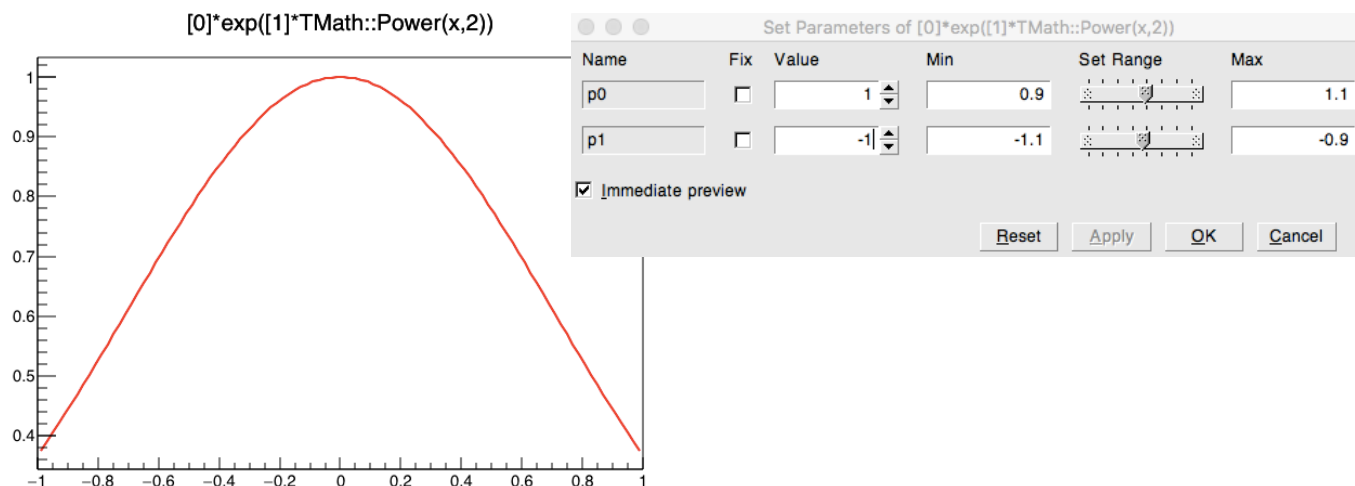 [0]*exp([1]*TMath::Power(x,2))
1
0.9
0.8
0.7
0.6
0.5
0.4
−1 −0.8 −0.6 −0.4 −0.2 0 0.2 0.4 0.6 0.8 1
Set Parameters of [0]*exp([1]*TMath::Power(x,2))
Name Fix Value Min Set Range Max
p0 1 0.9 1.1
p1 -1 -1.1 -0.9
Immediate preview
Reset Apply OK Cancel